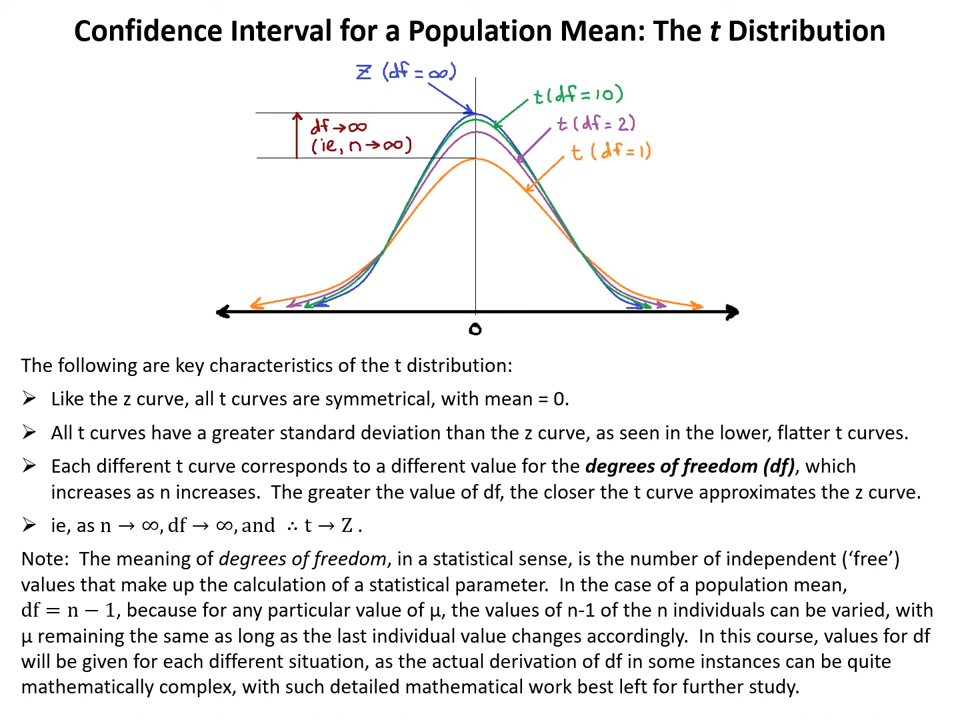 Confidence Interval for a Population Mean: The t Distribution
Z (df = ∞)
t (df = 10)
t (df = 2)
t (df = 1)
df → ∞
(ie, n → ∞)
0
The following are key characteristics of the t distribution:
➢ Like the z curve, all t curves are symmetrical, with mean = 0.
➢ All t curves have a greater standard deviation than the z curve, as seen in the lower, flatter t curves.
➢ Each different t curve corresponds to a different value for the degrees of freedom (df), which
increases as n increases. The greater the value of df, the closer the t curve approximates the z curve.
➢ ie, as n → ∞, df → ∞, and ∴ t → Z .
Note: The meaning of degrees of freedom, in a statistical sense, is the number of independent (‘free’)
values that make up the calculation of a statistical parameter. In the case of a population mean,
df = n − 1, because for any particular value of μ, the values of n-1 of the n individuals can be varied, with
μ remaining the same as long as the last individual value changes accordingly. In this course, values for df
will be given for each different situation, as the actual derivation of df in some instances can be quite
mathematically complex, with such detailed mathematical work best left for further study.